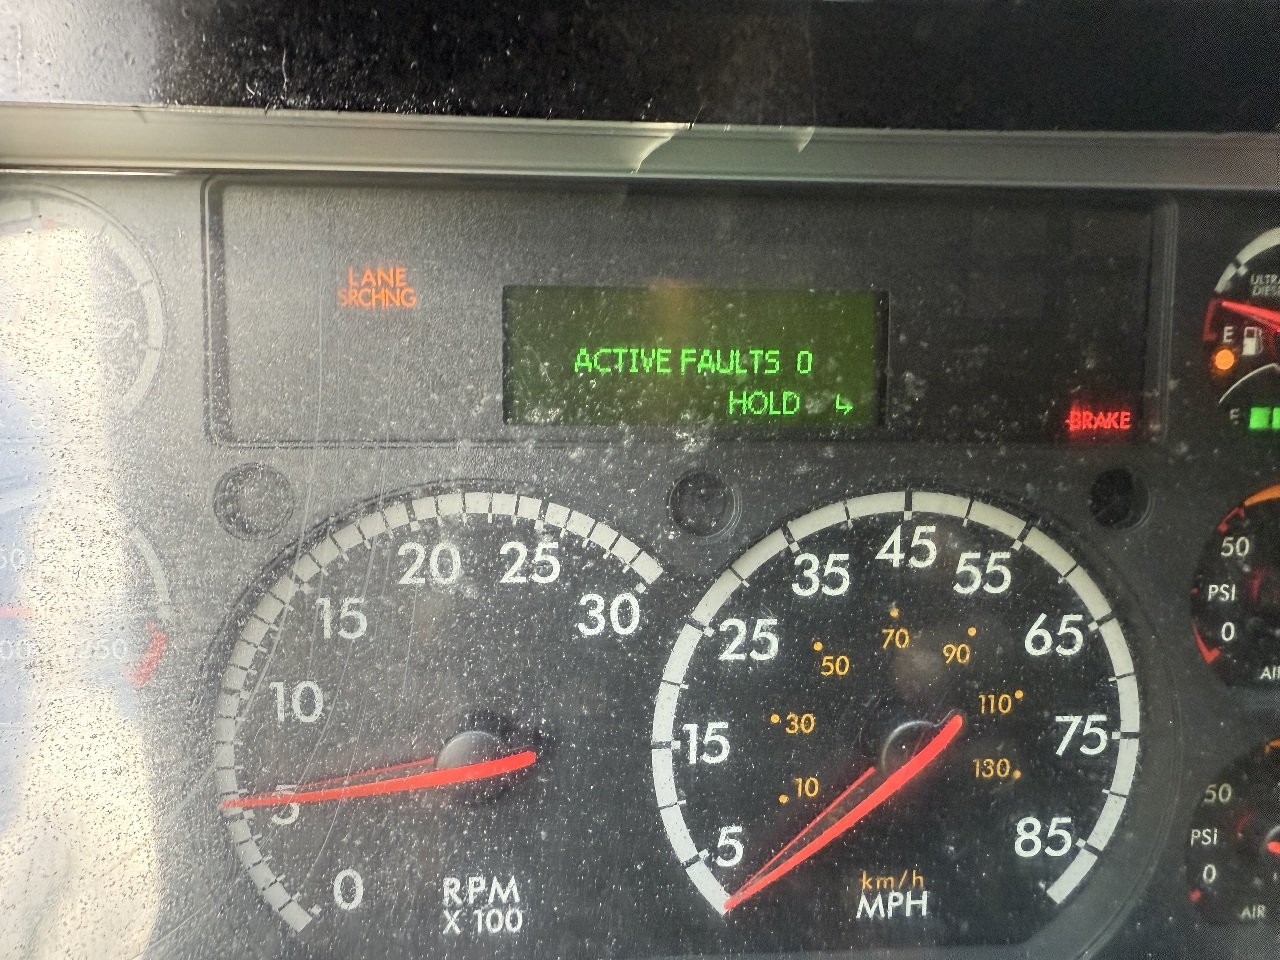 LANE
SRCHNG
ACTIVE FAULTS 0
HOLD ↳
BRAKE
E
F
0
5
10
15
20
25
30
RPM
X 100
5
15
25
35
45
55
65
75
85
10
30
50
70
90
110
130
km/h
MPH
50
PSI
0
50
PSI
0
AIR
250